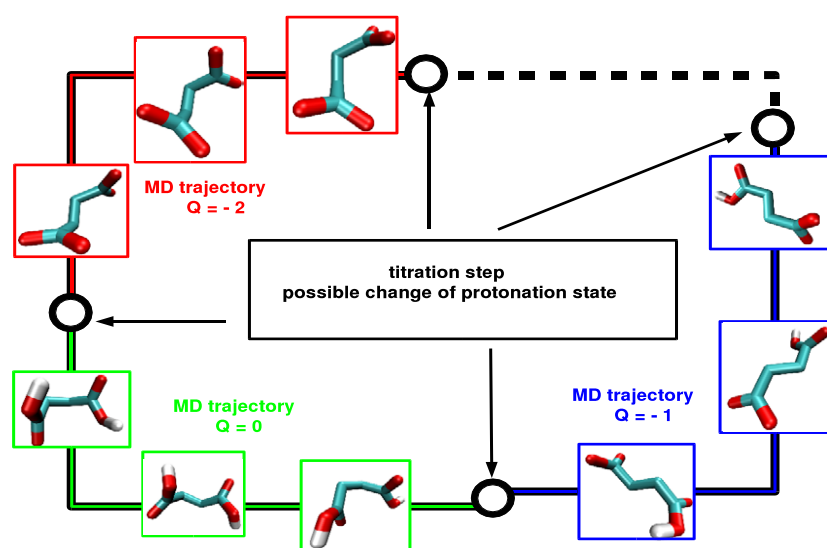 MD trajectory
Q = - 2
titration step
possible change of protonation state
MD trajectory
Q = 0
MD trajectory
Q = - 1